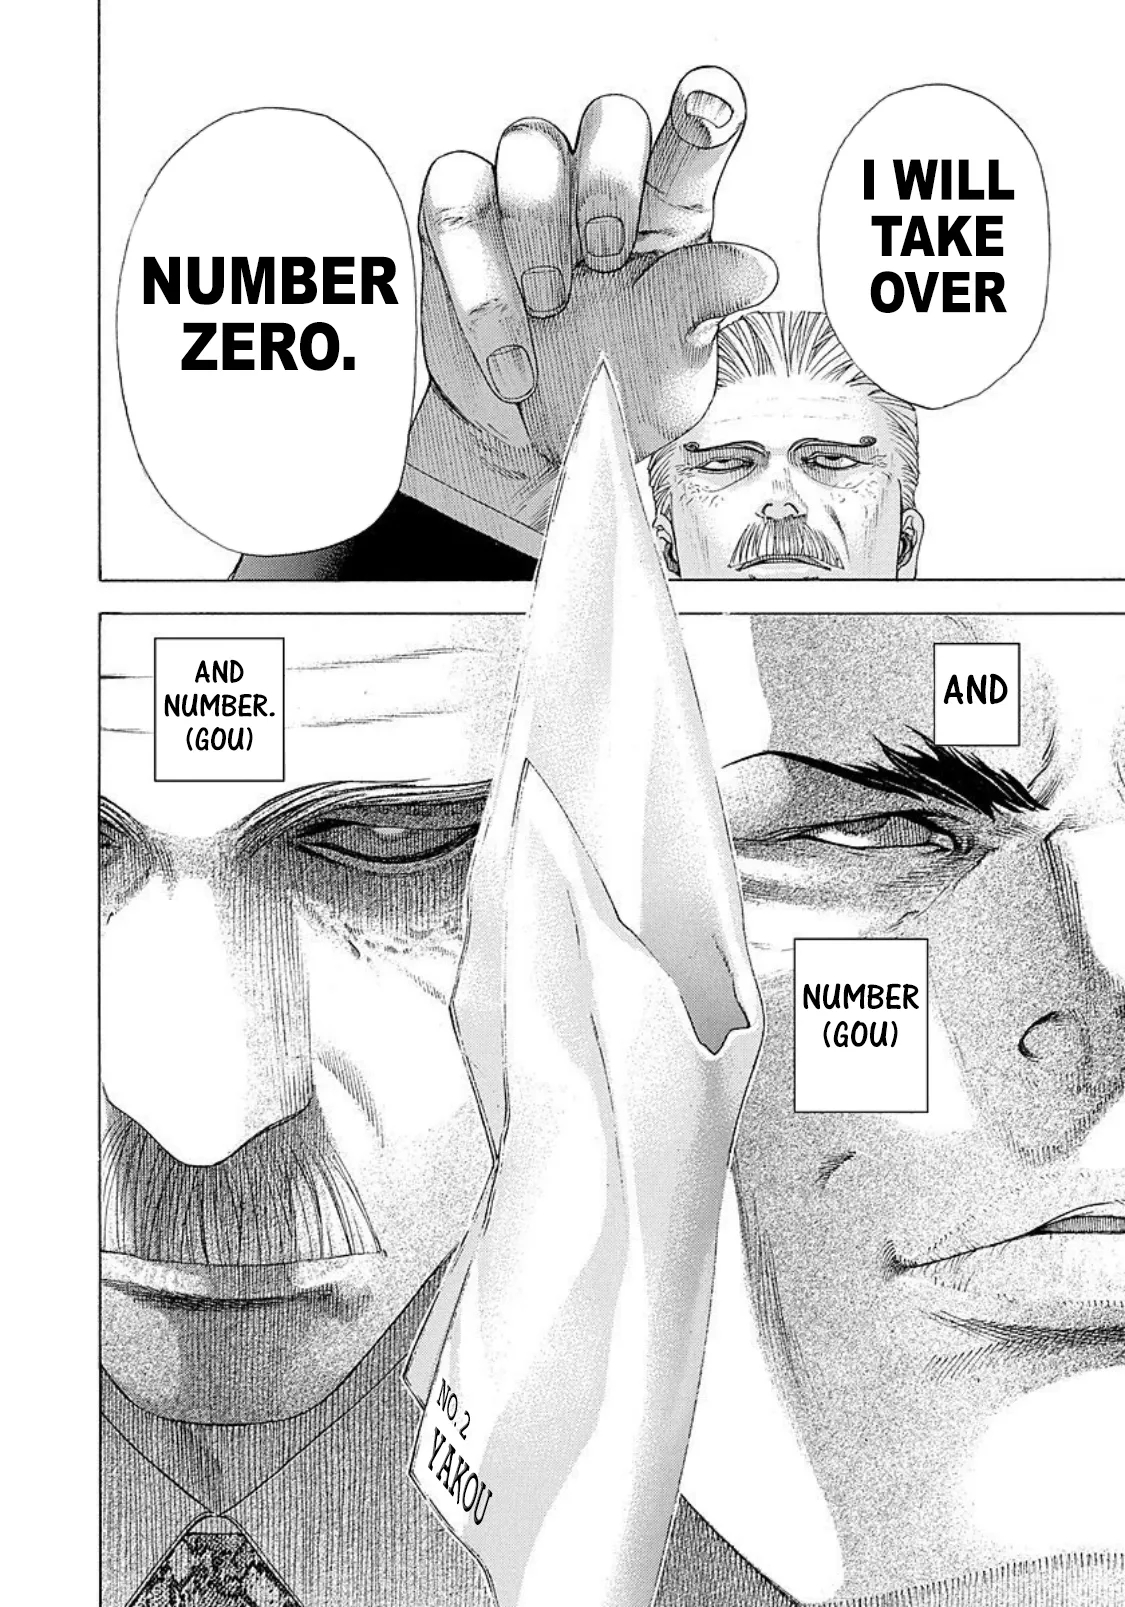 I WILL
TAKE
OVER
NUMBER
ZERO.
AND
NUMBER
(GOU)
AND
NUMBER.
(GOU)
NO. 2
YAKOU